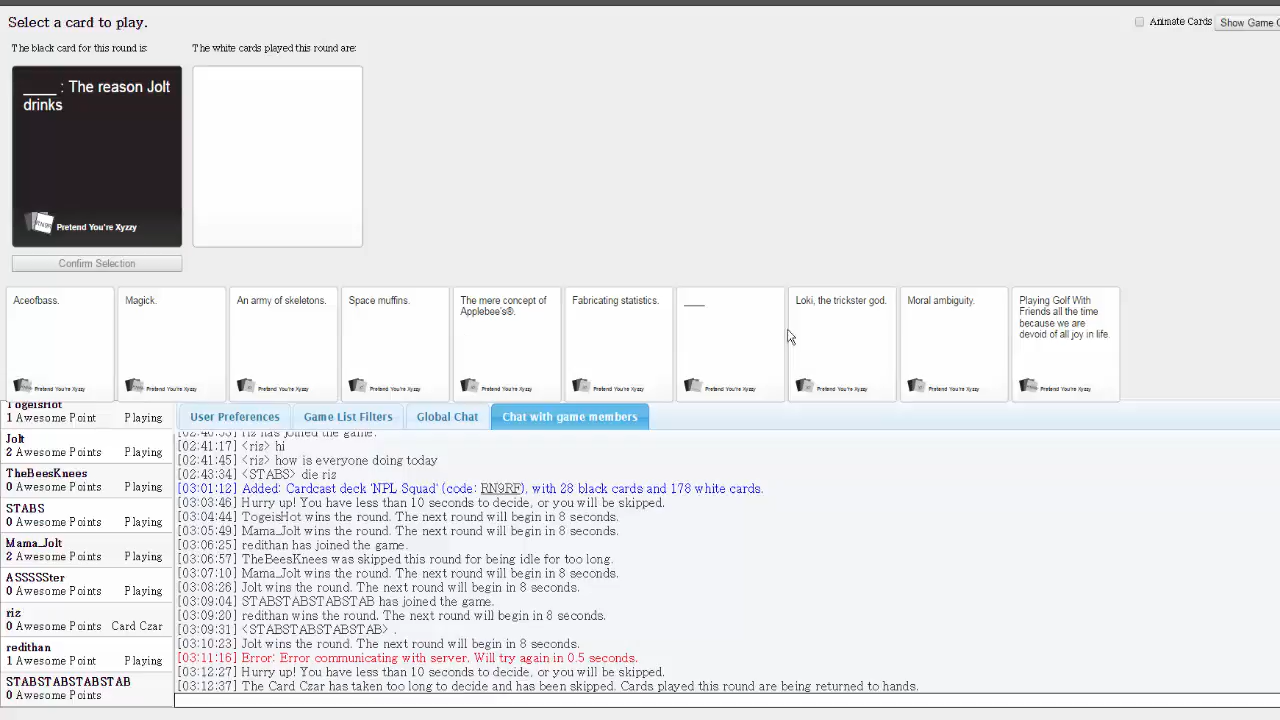 Select a card to play.
Animate Cards
Show Game
The black card for this round is:
The white cards played this round are:
____ : The reason Jolt
drinks
Pretend You're Xyzzy
Confirm Selection
Aceofbass.
Pretend You're Xyzzy
Magick.
Pretend You're Xyzzy
An army of skeletons.
Pretend You're Xyzzy
Space muffins.
Pretend You're Xyzzy
The mere concept of
Applebee's®.
Pretend You're Xyzzy
Fabricating statistics.
Pretend You're Xyzzy
____
Pretend You're Xyzzy
Loki, the trickster god.
Pretend You're Xyzzy
Moral ambiguity.
Pretend You're Xyzzy
Playing Golf With
Friends all the time
because we are
devoid of all joy in life.
Pretend You're Xyzzy
TogeisHot
1 Awesome Point Playing
Jolt
2 Awesome Points Playing
TheBeesKnees
0 Awesome Points Playing
STABS
0 Awesome Points Playing
Mama_Jolt
2 Awesome Points Playing
ASSSSSter
0 Awesome Points Playing
riz
0 Awesome Points Card Czar
redithan
1 Awesome Point Playing
STABSTABSTABSTAB
0 Awesome Points
User Preferences
Game List Filters
Global Chat
Chat with game members
[02:40:53] riz has joined the game.
[02:41:17] <riz> hi
[02:41:45] <riz> how is everyone doing today
[02:43:34] <STABS> die riz
[03:01:12] Added: Cardcast deck 'NPL Squad' (code: RN9RF), with 28 black cards and 178 white cards.
[03:03:46] Hurry up! You have less than 10 seconds to decide, or you will be skipped.
[03:04:44] TogeisHot wins the round. The next round will begin in 8 seconds.
[03:05:49] Mama_Jolt wins the round. The next round will begin in 8 seconds.
[03:06:25] redithan has joined the game.
[03:06:57] TheBeesKnees was skipped this round for being idle for too long.
[03:07:10] Mama_Jolt wins the round. The next round will begin in 8 seconds.
[03:08:26] Jolt wins the round. The next round will begin in 8 seconds.
[03:09:04] STABSTABSTABSTAB has joined the game.
[03:09:20] redithan wins the round. The next round will begin in 8 seconds.
[03:09:31] <STABSTABSTABSTAB> .
[03:10:23] Jolt wins the round. The next round will begin in 8 seconds.
[03:11:16] Error: Error communicating with server. Will try again in 0.5 seconds.
[03:12:27] Hurry up! You have less than 10 seconds to decide, or you will be skipped.
[03:12:37] The Card Czar has taken too long to decide and has been skipped. Cards played this round are being returned to hands.